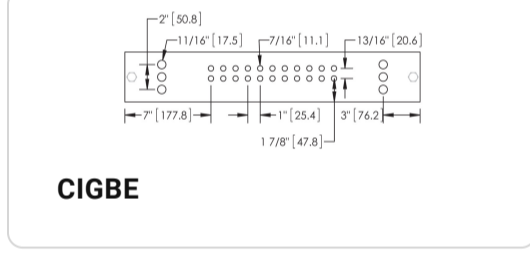 2" [50.8]
11/16" [17.5] 7/16" [11.1] 13/16" [20.6]
7" [177.8] 1" [25.4] 3" [76.2]
1 7/8" [47.8]
CIGBE